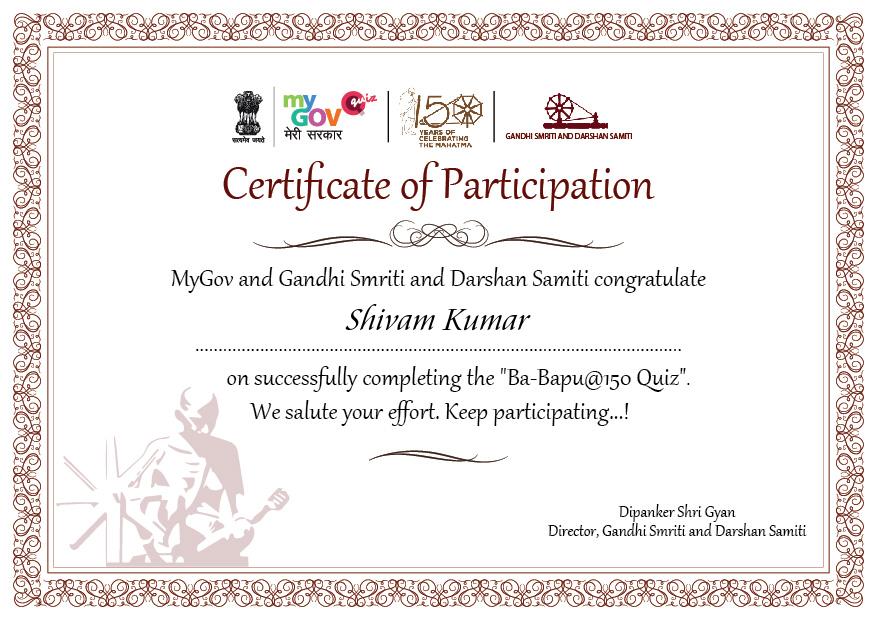 सत्यमेव जयते
my
GOV
quiz
मेरी सरकार
150
YEARS OF
CELEBRATING
THE MAHATMA
GANDHI SMRITI AND DARSHAN SAMITI
Certificate of Participation
MyGov and Gandhi Smriti and Darshan Samiti congratulate
Shivam Kumar
on successfully completing the "Ba-Bapu@150 Quiz".
We salute your effort. Keep participating...!
Dipanker Shri Gyan
Director, Gandhi Smriti and Darshan Samiti